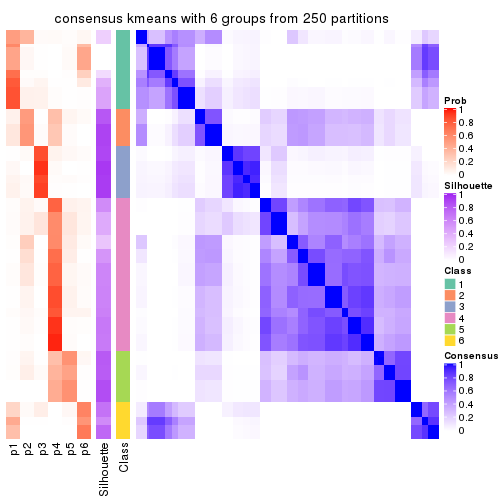 consensus kmeans with 6 groups from 250 partitions
Prob
1
0.8
0.6
0.4
0.2
0
Silhouette
1
0.8
0.6
0.4
0.2
0
Class
1
2
3
4
5
6
Consensus
1
0.8
0.6
0.4
0.2
0
p1
p2
p3
p4
p5
p6
Silhouette
Class